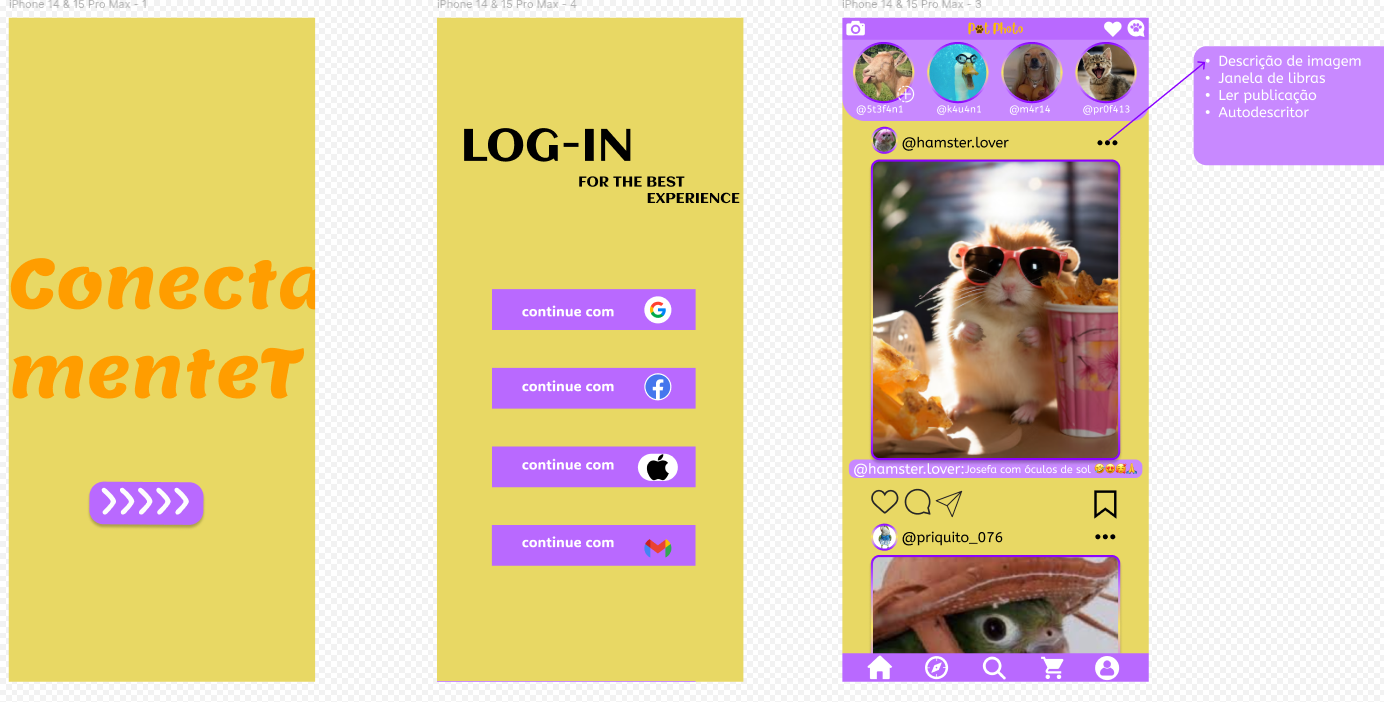 iPhone 14 & 15 Pro Max - 1
Conecta
menteT
iPhone 14 & 15 Pro Max - 4
LOG-IN
FOR THE BEST
EXPERIENCE
continue com
continue com
continue com
continue com
iPhone 14 & 15 Pro Max - 3
Pet Photo
@5t3f4n1
@k4u4n1
@m4r14
@pr0f413
@hamster.lover
@hamster.lover:Josefa com óculos de sol 🤣😍🥰🙏
@priquito_076
• Descrição de imagem
• Janela de libras
• Ler publicação
• Autodescritor